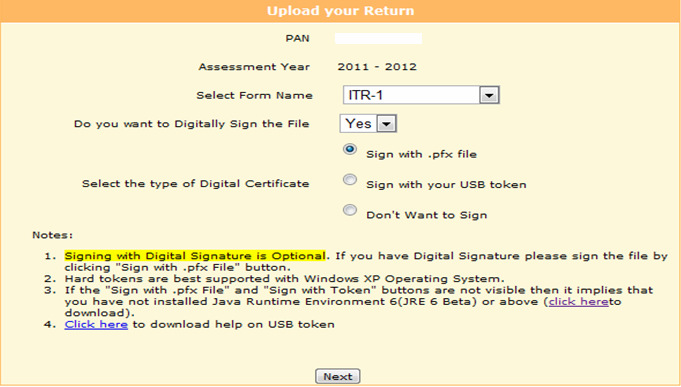 Upload your Return
PAN
Assessment Year 2011 - 2012
Select Form Name ITR-1
Do you want to Digitally Sign the File Yes
Sign with .pfx file
Select the type of Digital Certificate Sign with your USB token
Don't Want to Sign
Notes:
1. Signing with Digital Signature is Optional. If you have Digital Signature please sign the file by
clicking "Sign with .pfx File" button.
2. Hard tokens are best supported with Windows XP Operating System.
3. If the "Sign with .pfx File" and "Sign with Token" buttons are not visible then it implies that
you have not installed Java Runtime Environment 6(JRE 6 Beta) or above (click hereto
download).
4. Click here to download help on USB token
Next